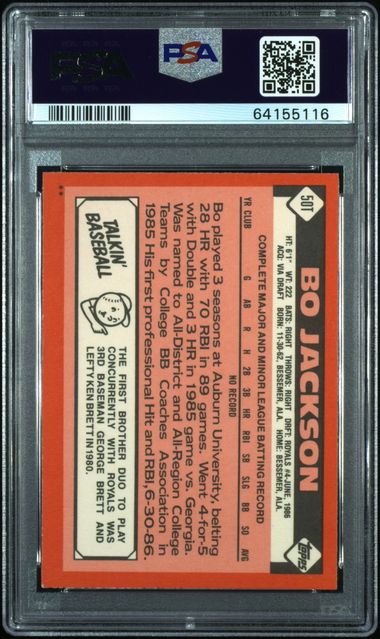 PSA
PSA
64155116
50T
BO JACKSON
HT: 6'1" WT: 222 BATS: RIGHT THROWS: RIGHT DRFT: ROYALS #4-JUNE, 1986
ACQ: VIA DRAFT BORN: 11-30-62, BESSEMER, ALA. HOME: BESSEMER, ALA.
COMPLETE MAJOR AND MINOR LEAGUE BATTING RECORD
YR CLUB G AB R H 2B 3B HR RBI SB SLG BB SO AVG
NO RECORD
Bo played 3 seasons at Auburn University, belting
28 HR with 70 RBI in 89 games. Went 4-for-5
with Double and 3 HR in 1985 game vs. Georgia.
Was named to All-District and All-Region College
Teams by College BB Coaches Association
1985 His first professional Hit and RBI, 6-30-86.
TALKIN'
BASEBALL
THE FIRST BROTHER DUO TO PLAY
CONCURRENTLY WITH ROYALS WAS
3RD BASEMAN GEORGE BRETT AND
LEFTY KEN BRETT IN 1980.
topps
**